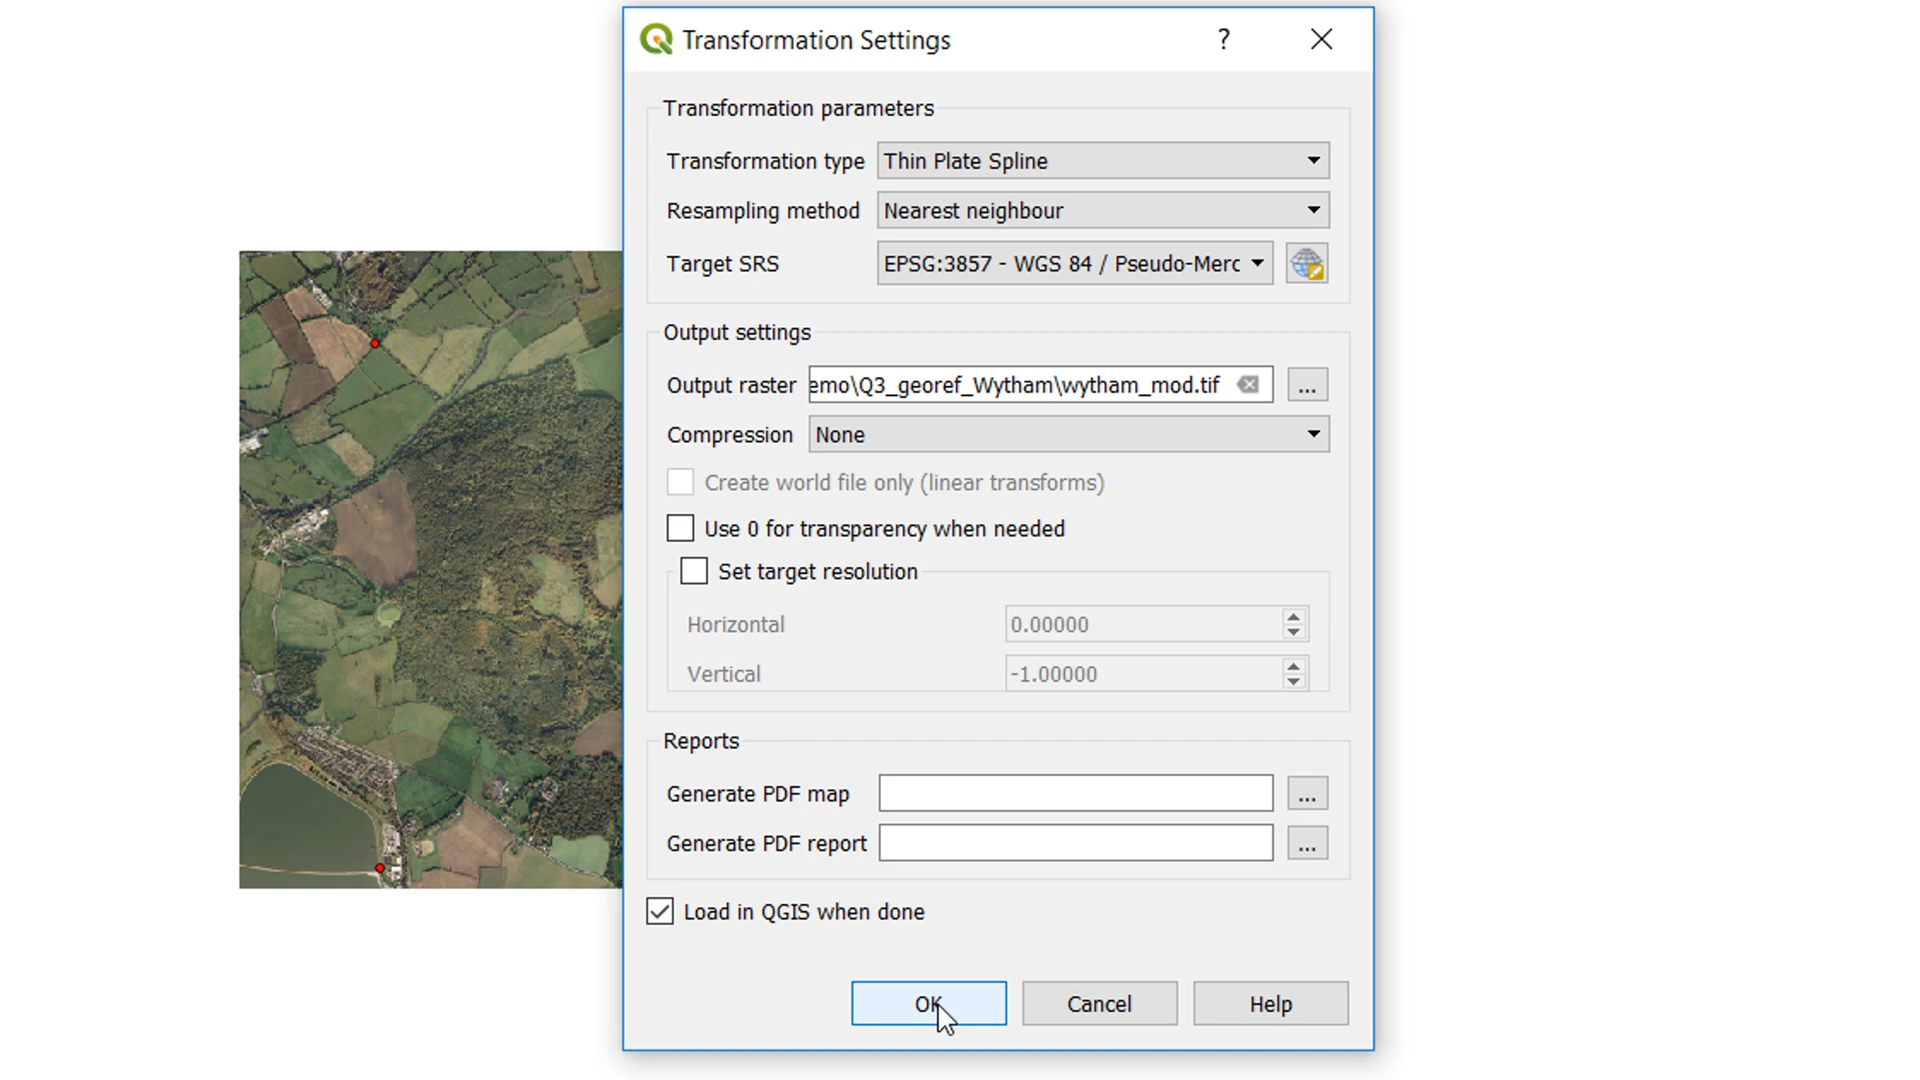 Transformation Settings
?
Transformation parameters
Transformation type Thin Plate Spline
Resampling method Nearest neighbour
Target SRS EPSG:3857 - WGS 84 / Pseudo-Merc
Output settings
Output raster emo\Q3_georef_Wytham\wytham_mod.tif ...
Compression None
Create world file only (linear transforms)
Use 0 for transparency when needed
Set target resolution
Horizontal 0.00000
Vertical -1.00000
Reports
Generate PDF map ...
Generate PDF report ...
Load in QGIS when done
OK Cancel Help